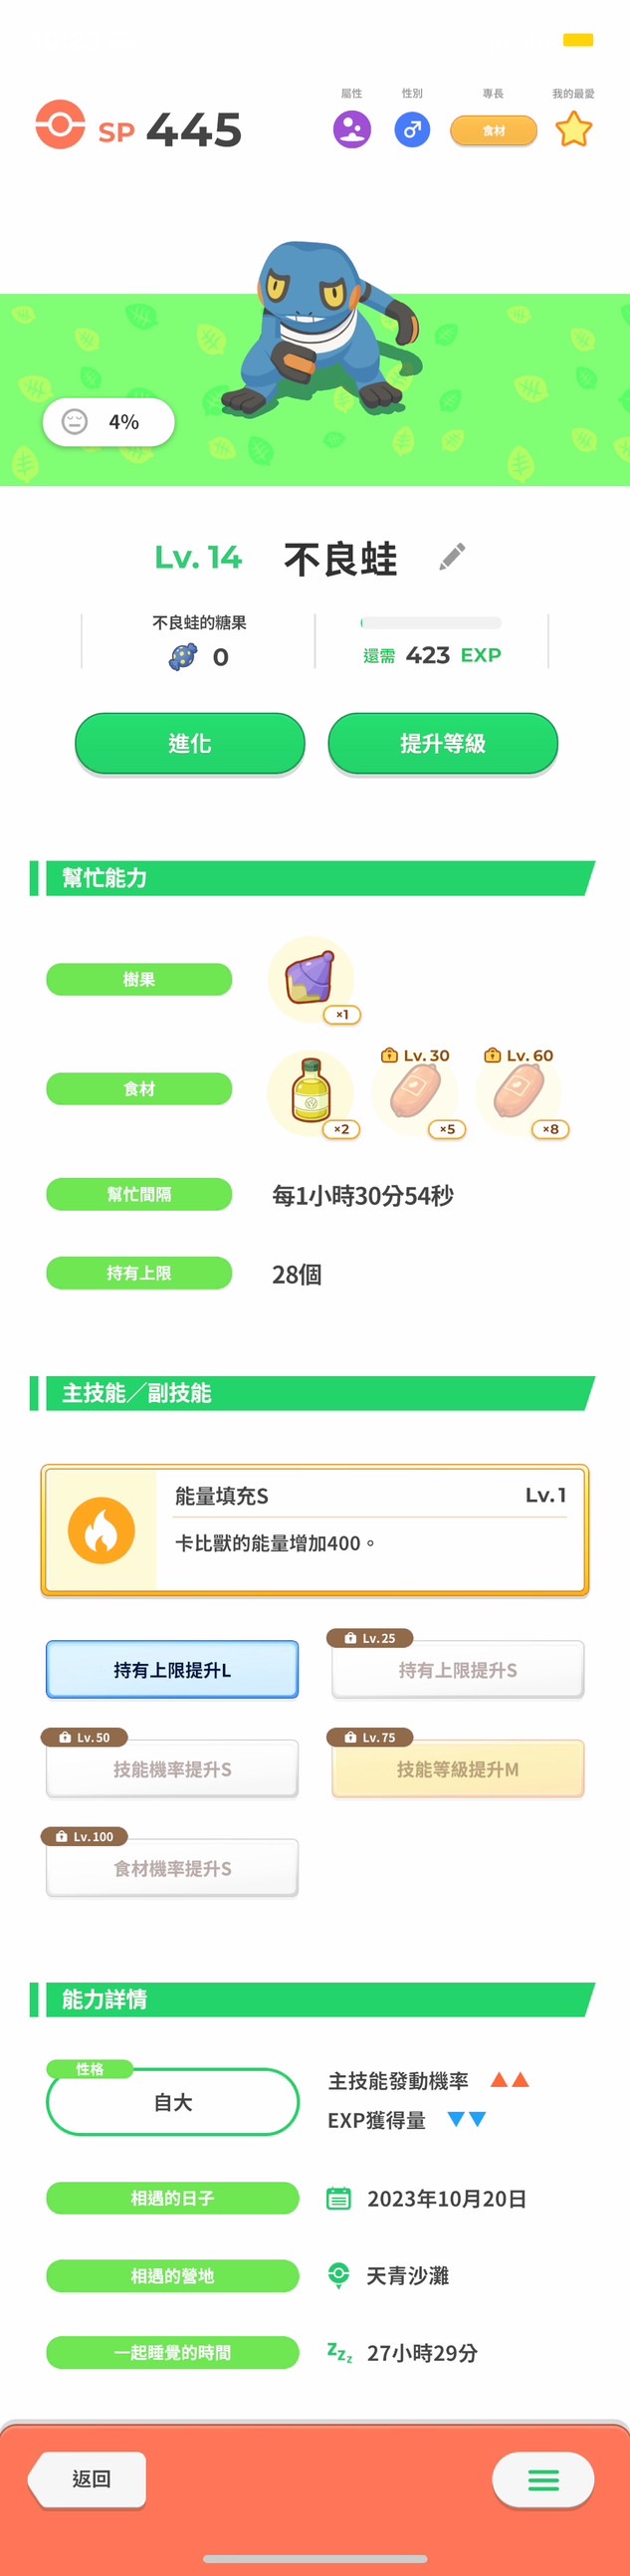 屬性 性別 專長 我的最愛
SP 445 食材
4%
Lv. 14 不良蛙
不良蛙的糖果
0 還需 423 EXP
進化 提升等級
幫忙能力
樹果
×1
Lv. 30 Lv. 60
食材
×2 ×5 ×8
幫忙間隔 每1小時30分54秒
持有上限 28個
主技能／副技能
能量填充S Lv. 1
卡比獸的能量增加400。
Lv. 25
持有上限提升L 持有上限提升S
Lv. 50 Lv. 75
技能機率提升S 技能等級提升M
Lv. 100
食材機率提升S
能力詳情
性格
自大
主技能發動機率
EXP獲得量
相遇的日子 2023年10月20日
相遇的營地 天青沙灘
一起睡覺的時間 27小時29分
返回